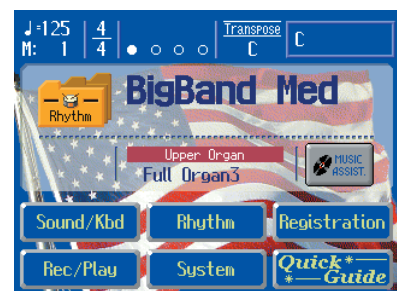 ♩=125 4 Transpose C
M: 1 4 C
Rhythm
BigBand Med
Upper Organ
Full Organ3
MUSIC
ASSIST.
Sound/Kbd Rhythm Registration
Rec/Play System Quick
Guide